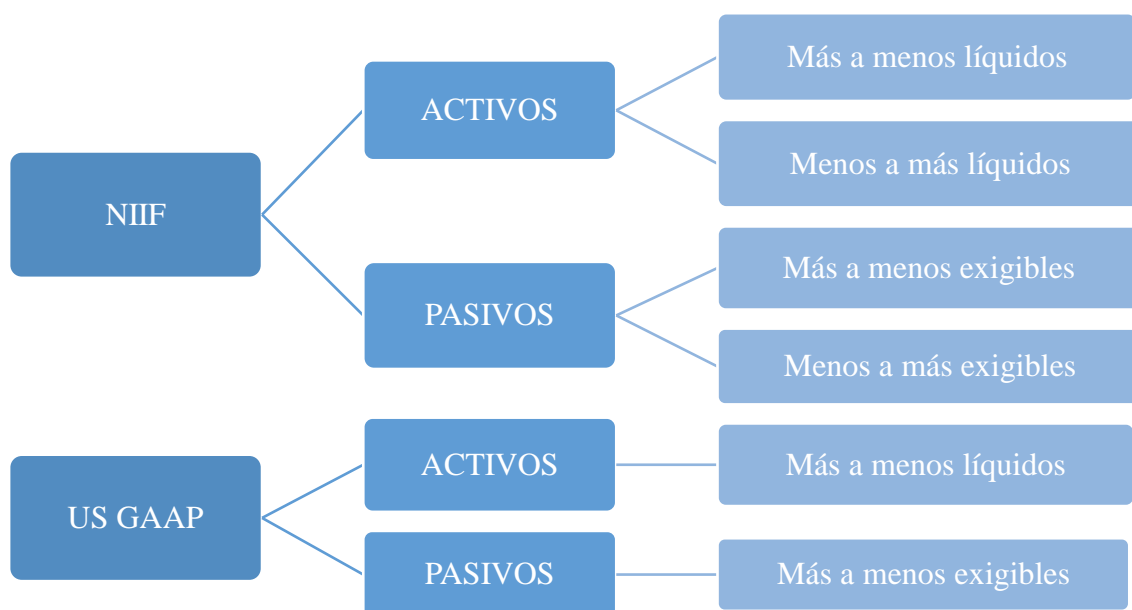 NIIF
ACTIVOS
Más a menos líquidos
Menos a más líquidos
PASIVOS
Más a menos exigibles
Menos a más exigibles
US GAAP
ACTIVOS
Más a menos líquidos
PASIVOS
Más a menos exigibles